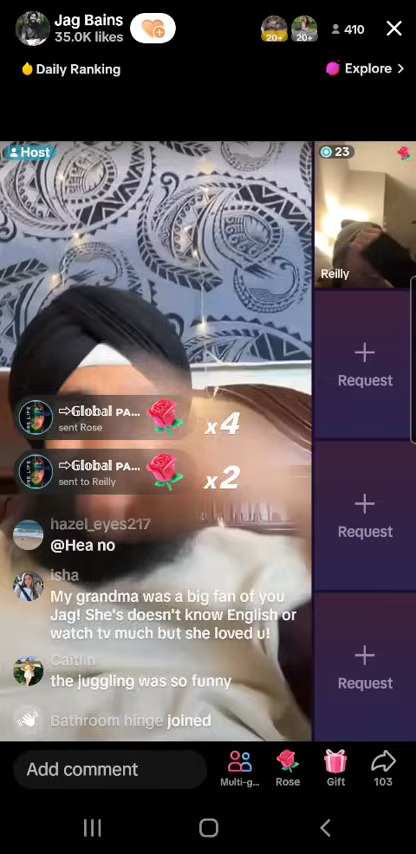 Jag Bains
35.0K likes
20+
20+
410
Daily Ranking
Explore >
Host
23
Reilly
⇨Global PA...
sent Rose
x4
⇨Global PA...
sent to Reilly
x2
Request
Request
Request
hazel_eyes217
@Hea no
isha
My grandma was a big fan of you
Jag! She's doesn't know English or
watch tv much but she loved u!
Caitlin
the juggling was so funny
Bathroom hinge joined
Add comment
Multi-g...
Rose
Gift
103